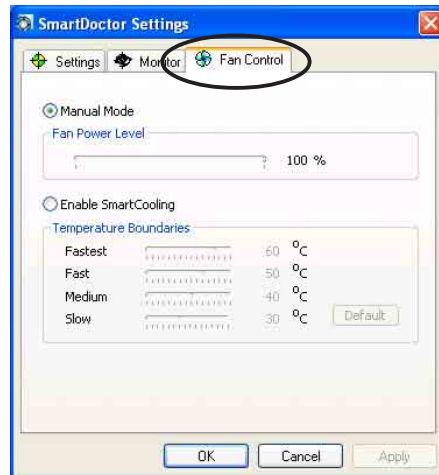 SmartDoctor Settings
Settings Monitor Fan Control
Manual Mode
Fan Power Level
100 %
Enable SmartCooling
Temperature Boundaries
Fastest 60 °C
Fast 50 °C
Medium 40 °C
Slow 30 °C Default
OK Cancel Apply